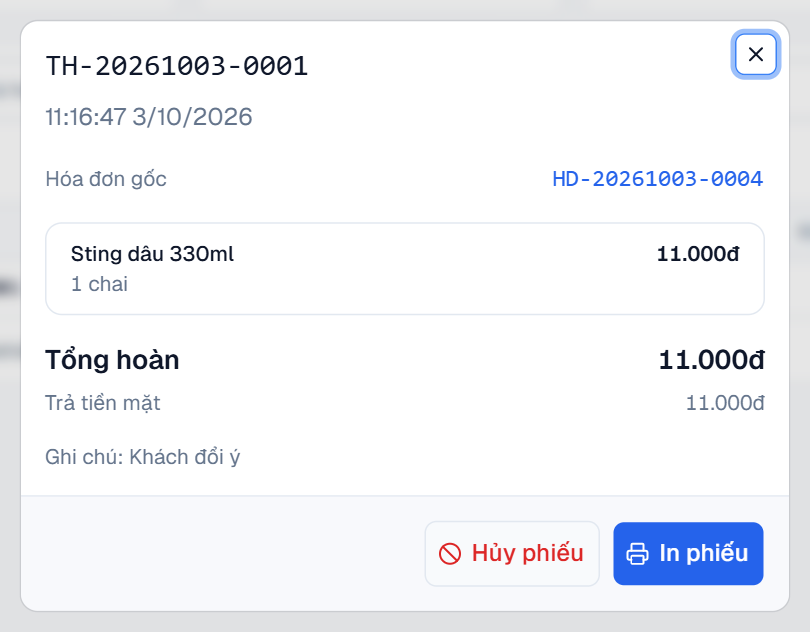 TH-20261003-0001
11:16:47 3/10/2026
Hóa đơn gốc HD-20261003-0004
Sting dâu 330ml 11.000đ
1 chai
Tổng hoàn 11.000đ
Trả tiền mặt 11.000đ
Ghi chú: Khách đổi ý
Hủy phiếu In phiếu